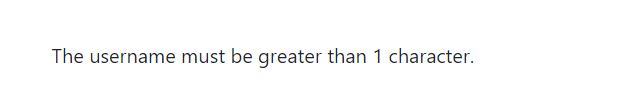 The username must be greater than 1 character.